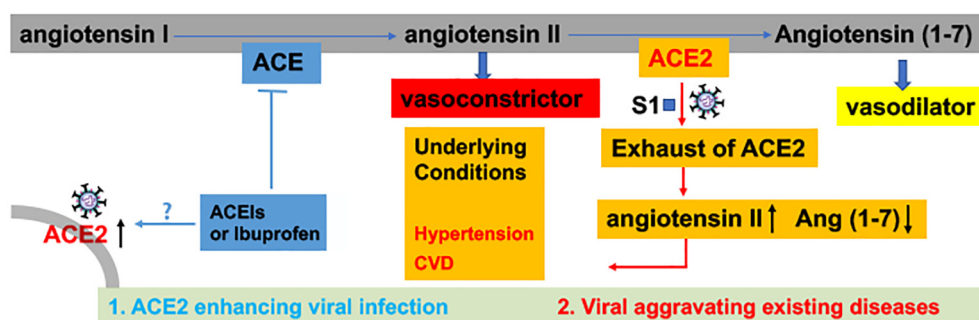 angiotensin I
angiotensin II
Angiotensin (1-7)
ACE
ACE2
vasoconstrictor
S1
vasodilator
Underlying
Conditions
Hypertension
CVD
Exhaust of ACE2
ACE2 ↑
?
ACEIs
or Ibuprofen
angiotensin II ↑ Ang (1-7) ↓
1. ACE2 enhancing viral infection
2. Viral aggravating existing diseases